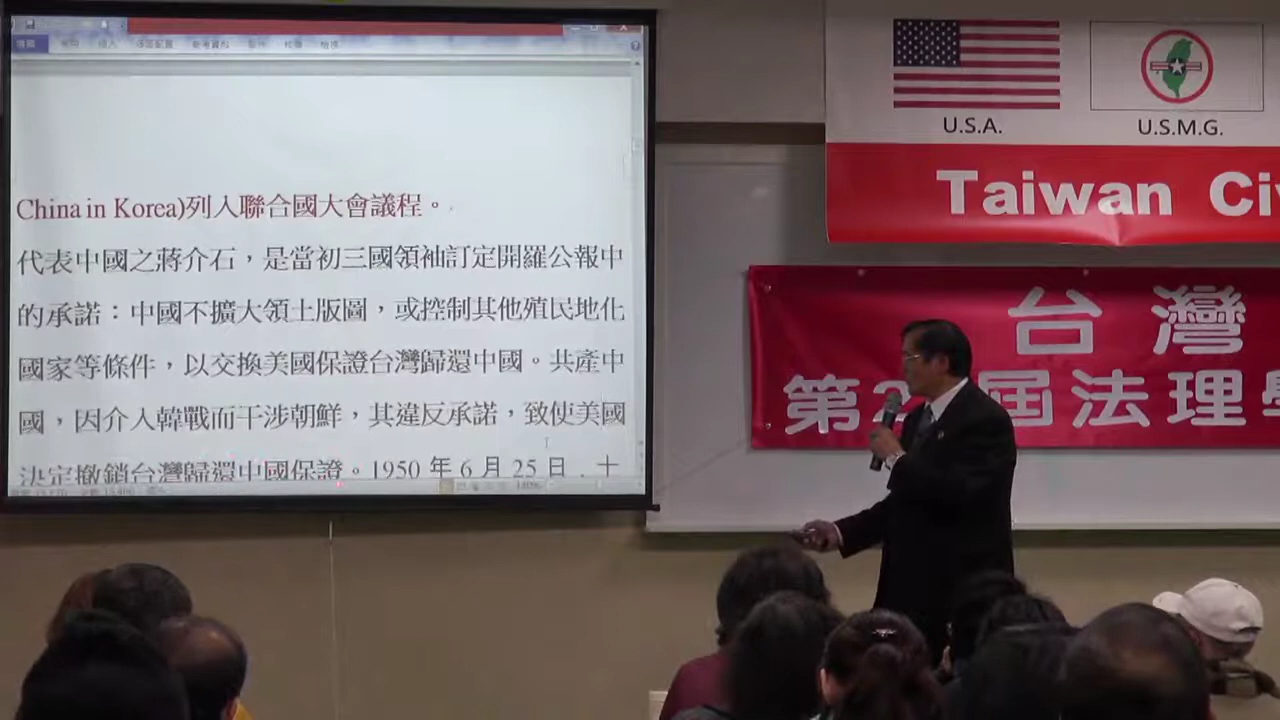 China in Korea)列入聯合國大會議程。
代表中國之蔣介石，是當初三國領袖訂定開羅公報中
的承諾：中國不擴大領土版圖，或控制其他殖民地化
國家等條件，以交換美國保證台灣歸還中國。共產中
國，因介入韓戰而干涉朝鮮，其違反承諾，致使美國
決定撤銷台灣歸還中國保證。1950 年 6 月 25 日
U.S.A.
U.S.M.G.
Taiwan Civ
台灣
第2 屆法理學